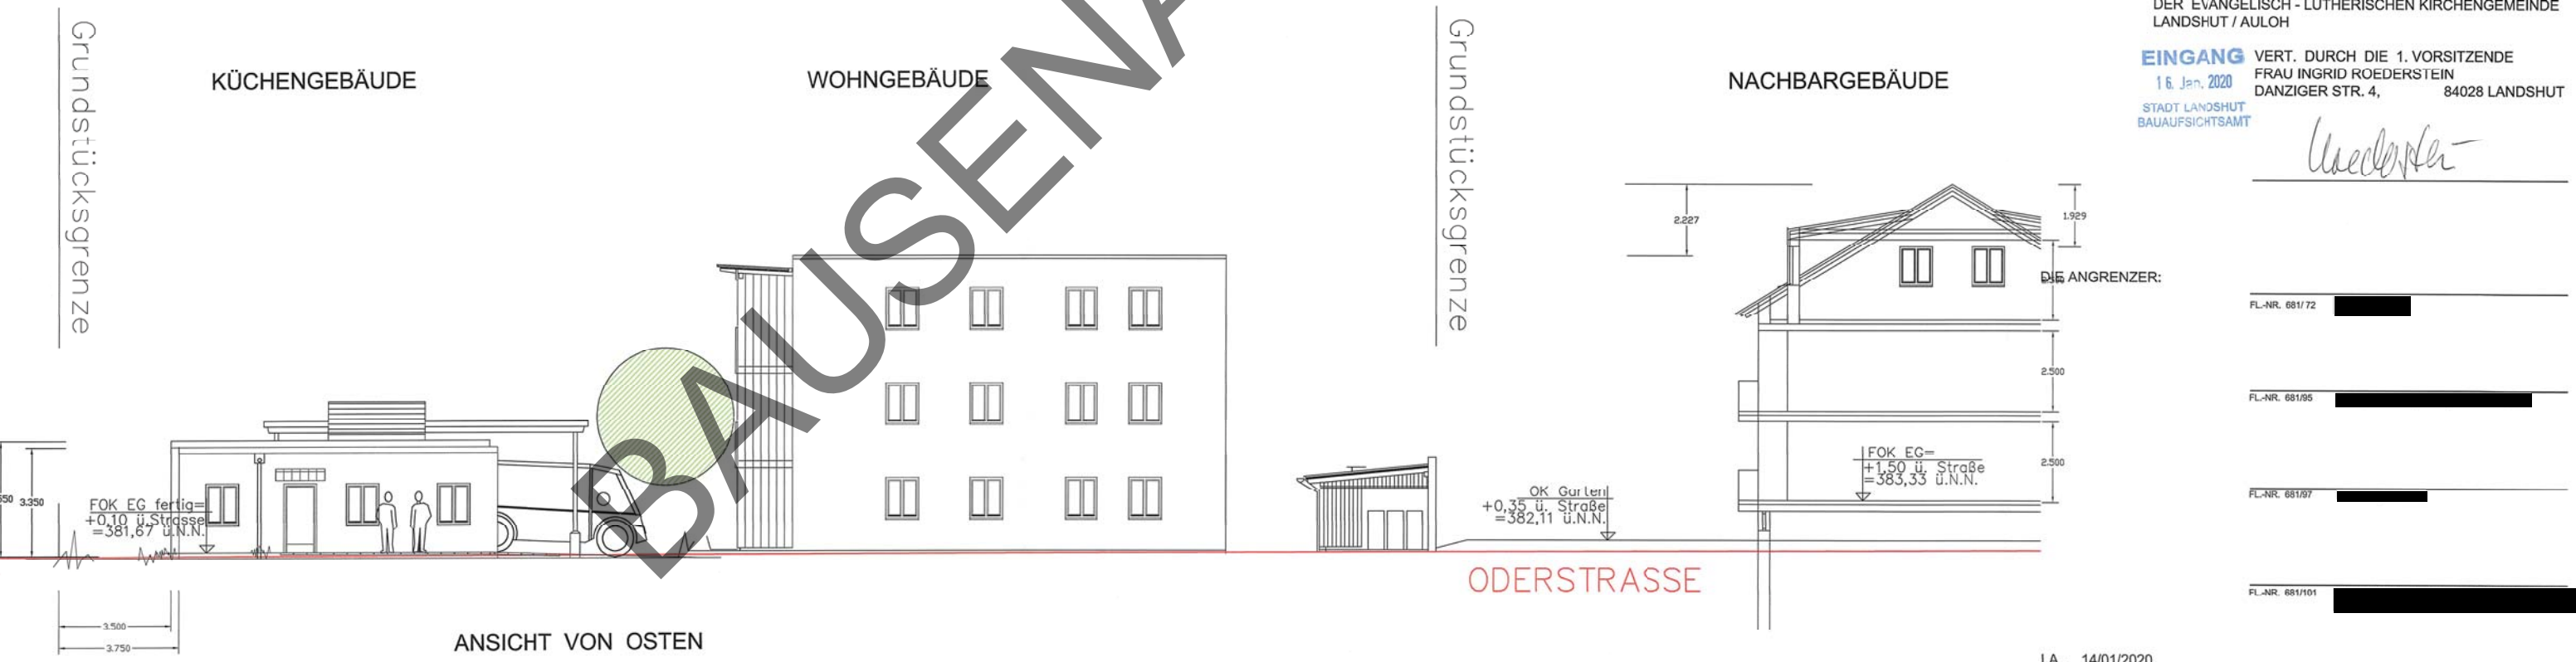 DER EVANGELISCH - LUTHERISCHEN KIRCHENGEMEINDE
LANDSHUT / AULOH
EINGANG
16. Jan. 2020
STADT LANDSHUT
BAUAUFSICHTSAMT
VERT. DURCH DIE 1. VORSITZENDE
FRAU INGRID ROEDERSTEIN
DANZIGER STR. 4, 84028 LANDSHUT
Grundstücksgrenze
KÜCHENGEBÄUDE
WOHNGEBÄUDE
Grundstücksgrenze
NACHBARGEBÄUDE
BAUSENA
2.227
1.929
DIE ANGRENZER:
FL.-NR. 681/72
FL.-NR. 681/95
FL.-NR. 681/97
FL.-NR. 681/101
2.500
2.500
3.350
FOK EG fertig=
+0,10 ü.Strasse
=381,67 ü.N.N.
OK Garten
+0,35 ü. Straße
=382,11 ü.N.N.
FOK EG=
+1,50 ü. Straße
=383,33 ü.N.N.
ODERSTRASSE
3.500
3.750
ANSICHT VON OSTEN
LA 14/01/2020